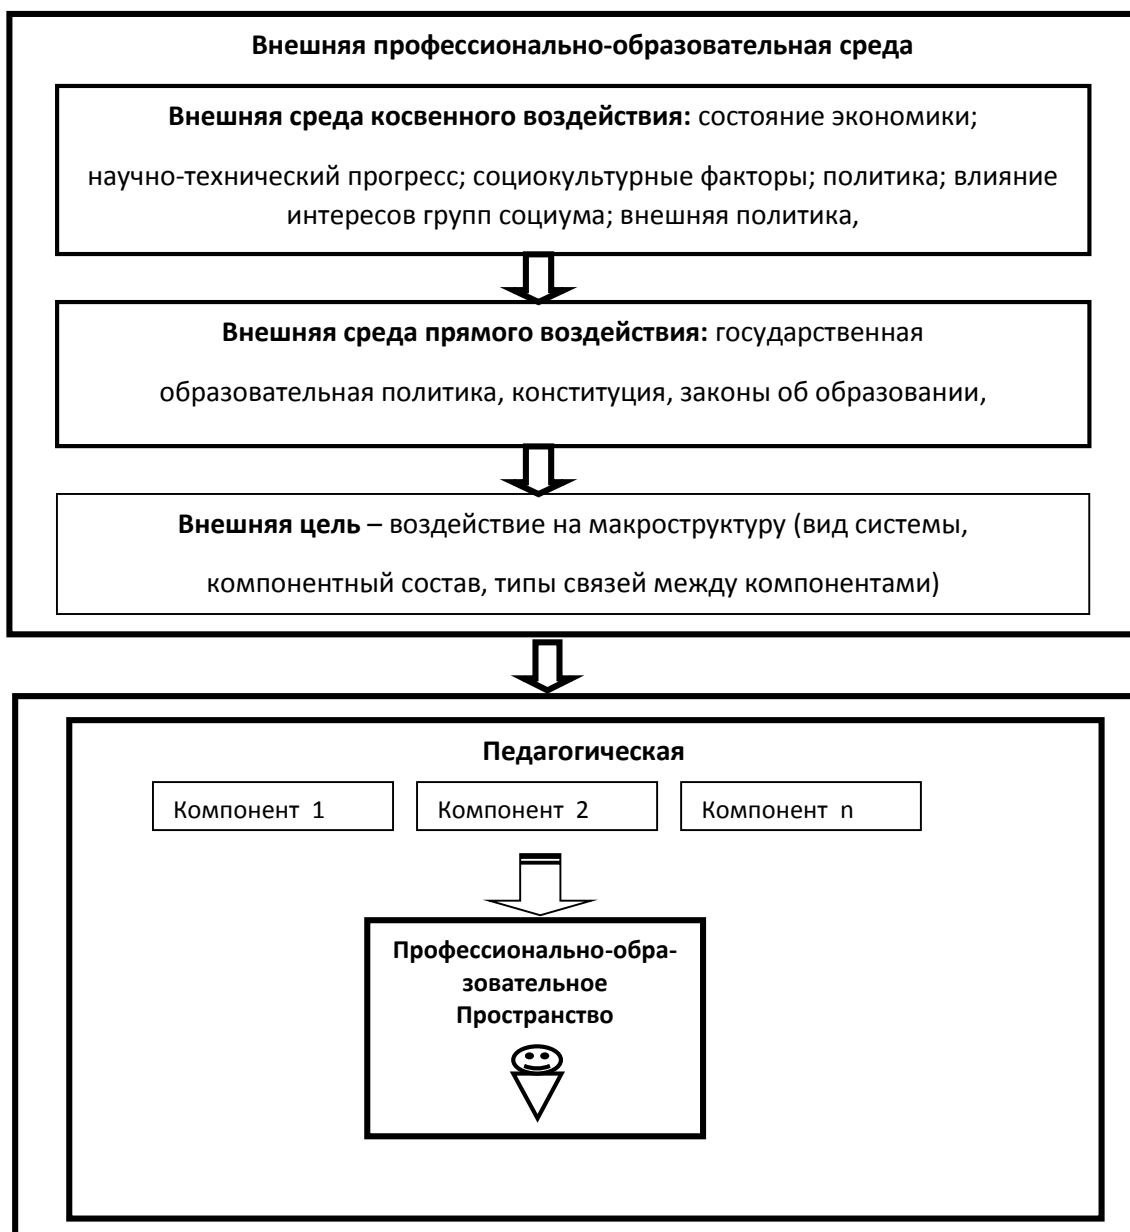 Внешняя профессионально-образовательная среда
Внешняя среда косвенного воздействия: состояние экономики;
научно-технический прогресс; социокультурные факторы; политика; влияние
интересов групп социума; внешняя политика,
Внешняя среда прямого воздействия: государственная
образовательная политика, конституция, законы об образовании,
Внешняя цель – воздействие на макроструктуру (вид системы,
компонентный состав, типы связей между компонентами)
Педагогическая
Компонент 1
Компонент 2
Компонент n
Профессионально-обра-
зовательное
Пространство